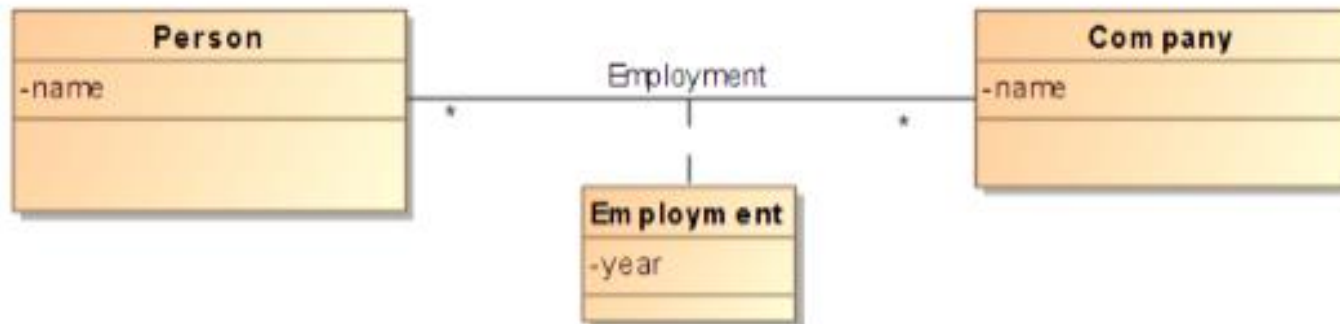 Person
-name
Employment
*
*
Company
-name
Employment
-year